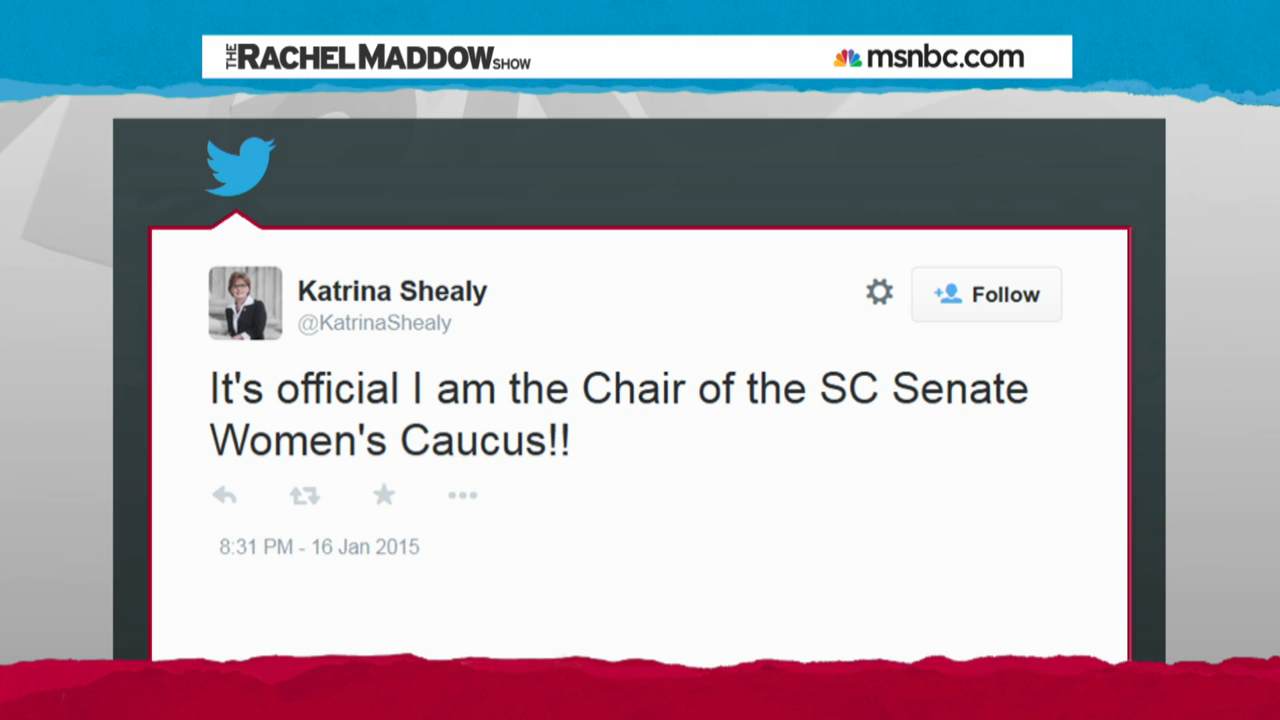 THE RACHEL MADDOW SHOW
msnbc.com
Katrina Shealy
@KatrinaShealy
Follow
It's official I am the Chair of the SC Senate
Women's Caucus!!
8:31 PM - 16 Jan 2015